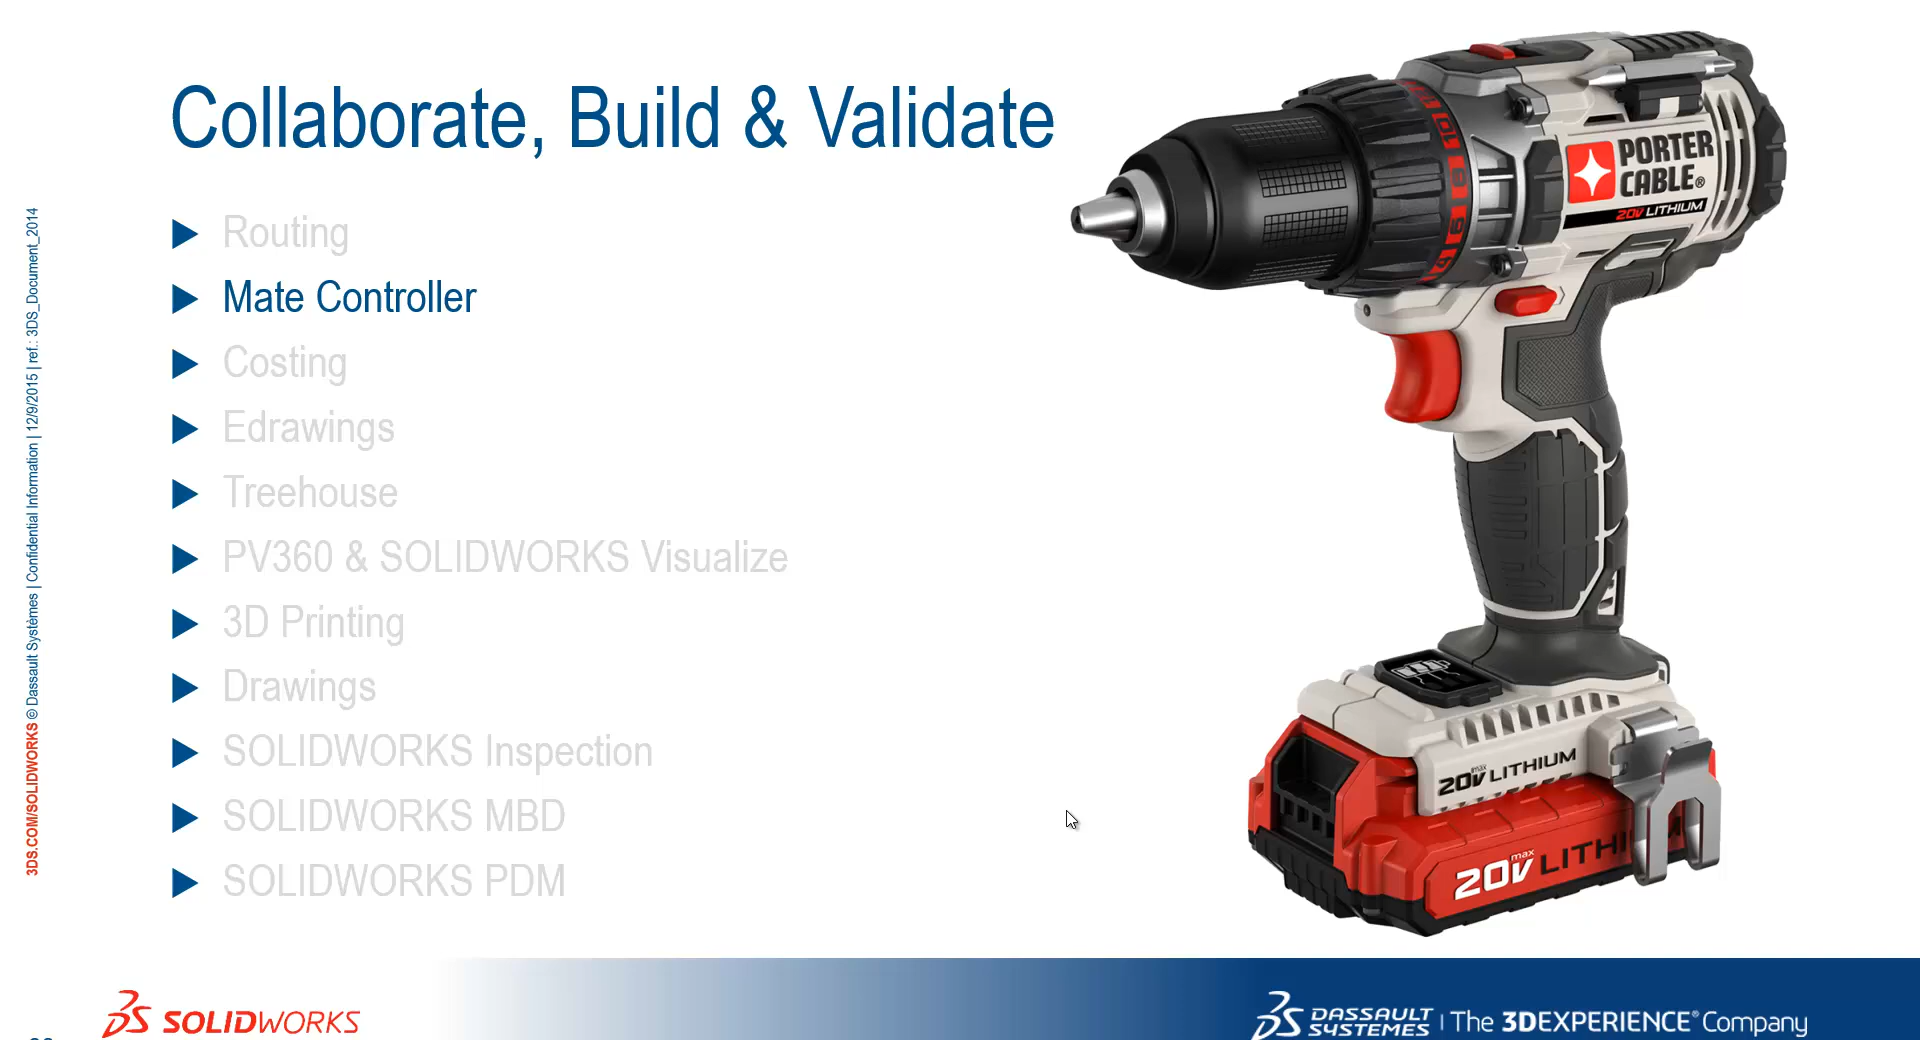 Collaborate, Build & Validate
Routing
Mate Controller
Costing
Edrawings
Treehouse
PV360 & SOLIDWORKS Visualize
3D Printing
Drawings
SOLIDWORKS Inspection
SOLIDWORKS MBD
SOLIDWORKS PDM
3DS.COM/SOLIDWORKS © Dassault Systèmes | Confidential Information | 12/9/2015 | ref.: 3DS_Document_2014
PORTER
CABLE®
20V LITHIUM
20V max LITHIUM
20V max LITHI
SOLIDWORKS
DASSAULT
SYSTEMES | The 3DEXPERIENCE® Company